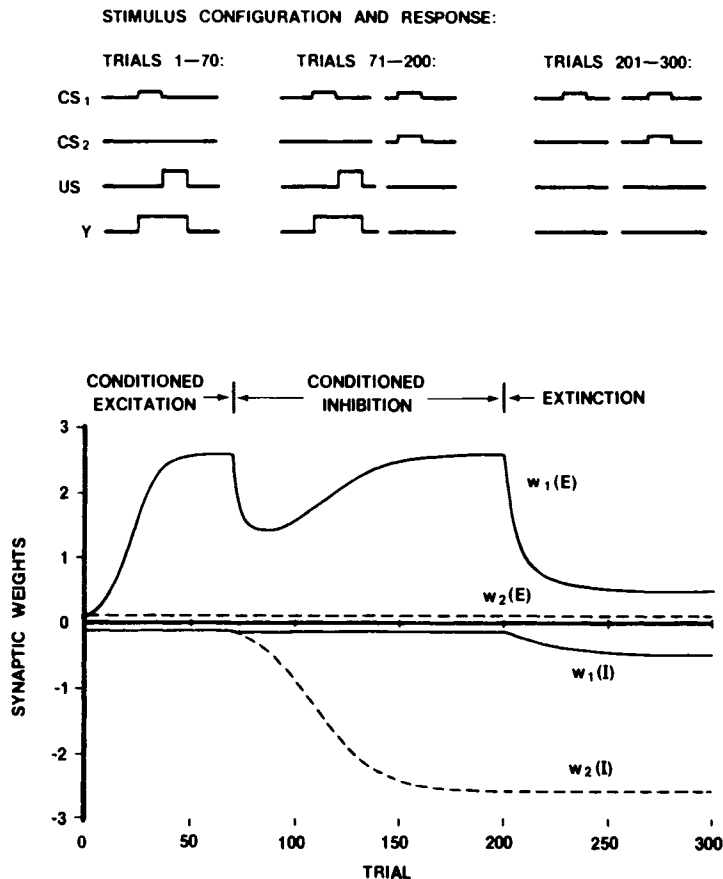 STIMULUS CONFIGURATION AND RESPONSE:
TRIALS 1—70: TRIALS 71—200: TRIALS 201—300:
CS1
CS2
US
Y
CONDITIONED EXCITATION
CONDITIONED INHIBITION
EXTINCTION
SYNAPTIC WEIGHTS
3
2
1
0
-1
-2
-3
w1(E)
w2(E)
w1(I)
w2(I)
0 50 100 150 200 250 300
TRIAL